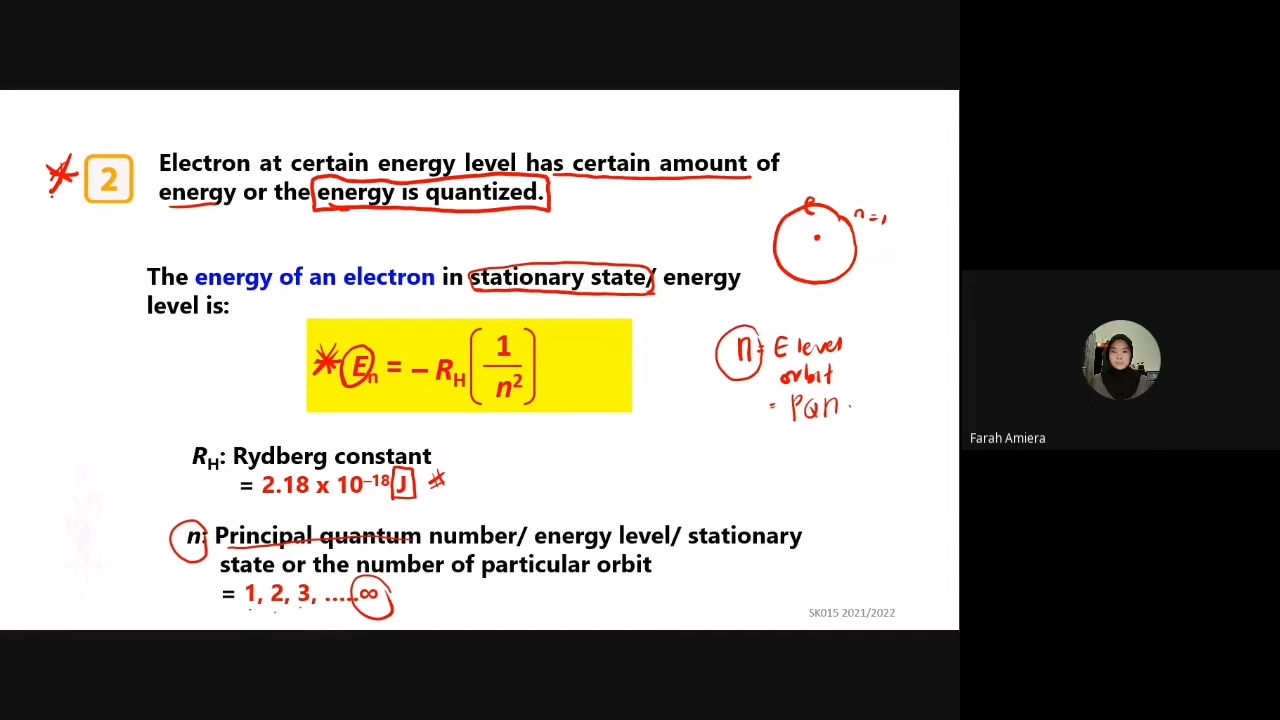 2
Electron at certain energy level has certain amount of
energy or the energy is quantized.
e
n=1
The energy of an electron in stationary state/ energy
level is:
Eₙ = – R_H (1/n²)
n = E level
orbit
= PQN.
R_H: Rydberg constant
= 2.18 x 10⁻¹⁸ J
n: Principal quantum number/ energy level/ stationary
state or the number of particular orbit
= 1, 2, 3, .....∞
SK015 2021/2022
Farah Amiera